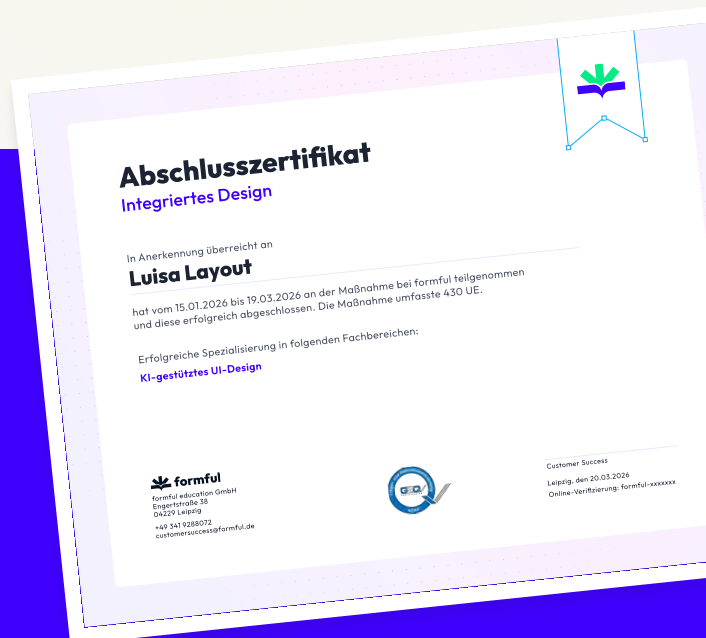 Abschlusszertifikat
Integriertes Design
In Anerkennung überreicht an
Luisa Layout
hat vom 15.01.2026 bis 19.03.2026 an der Maßnahme bei formful teilgenommen
und diese erfolgreich abgeschlossen. Die Maßnahme umfasste 430 UE.
Erfolgreiche Spezialisierung in folgenden Fachbereichen:
KI-gestütztes UI-Design
formful
formful education GmbH
Engertstraße 38
04229 Leipzig
+49 341 9288072
customersuccess@formful.de
Customer Success
Leipzig, den 20.03.2026
Online-Verifizierung: formful-xxxxxxx